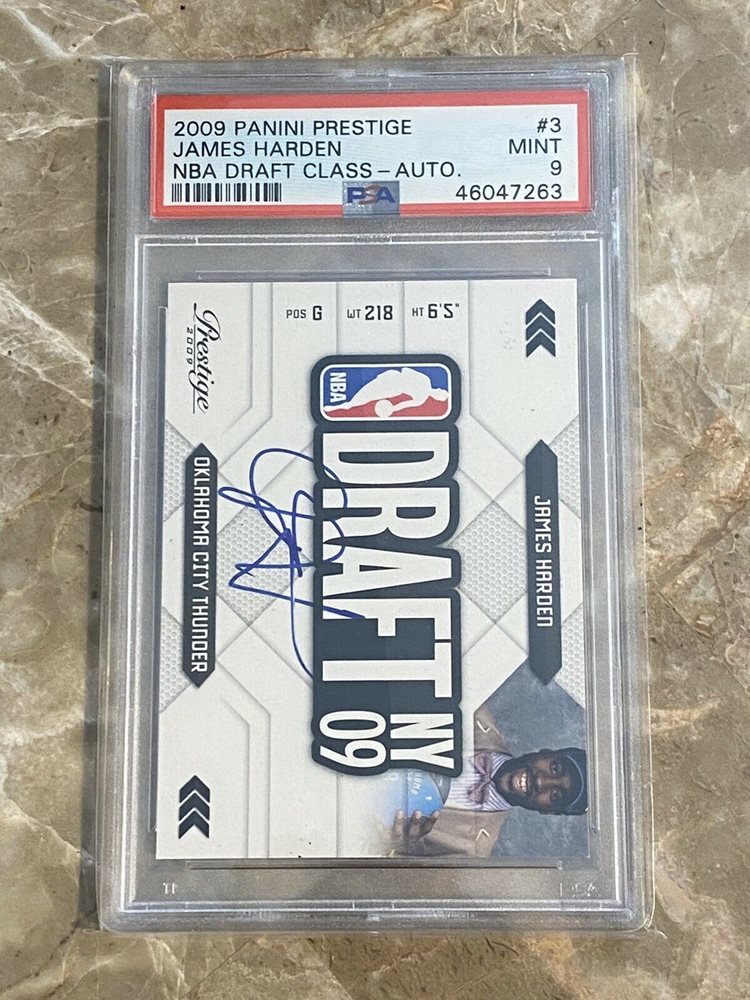 2009 PANINI PRESTIGE #3
JAMES HARDEN MINT
NBA DRAFT CLASS – AUTO. 9
PSA 46047263
JAMES HARDEN
HT 6'5" WT 218 POS G
NBA
DRAFT NY 09
OKLAHOMA CITY THUNDER
Prestige
2009